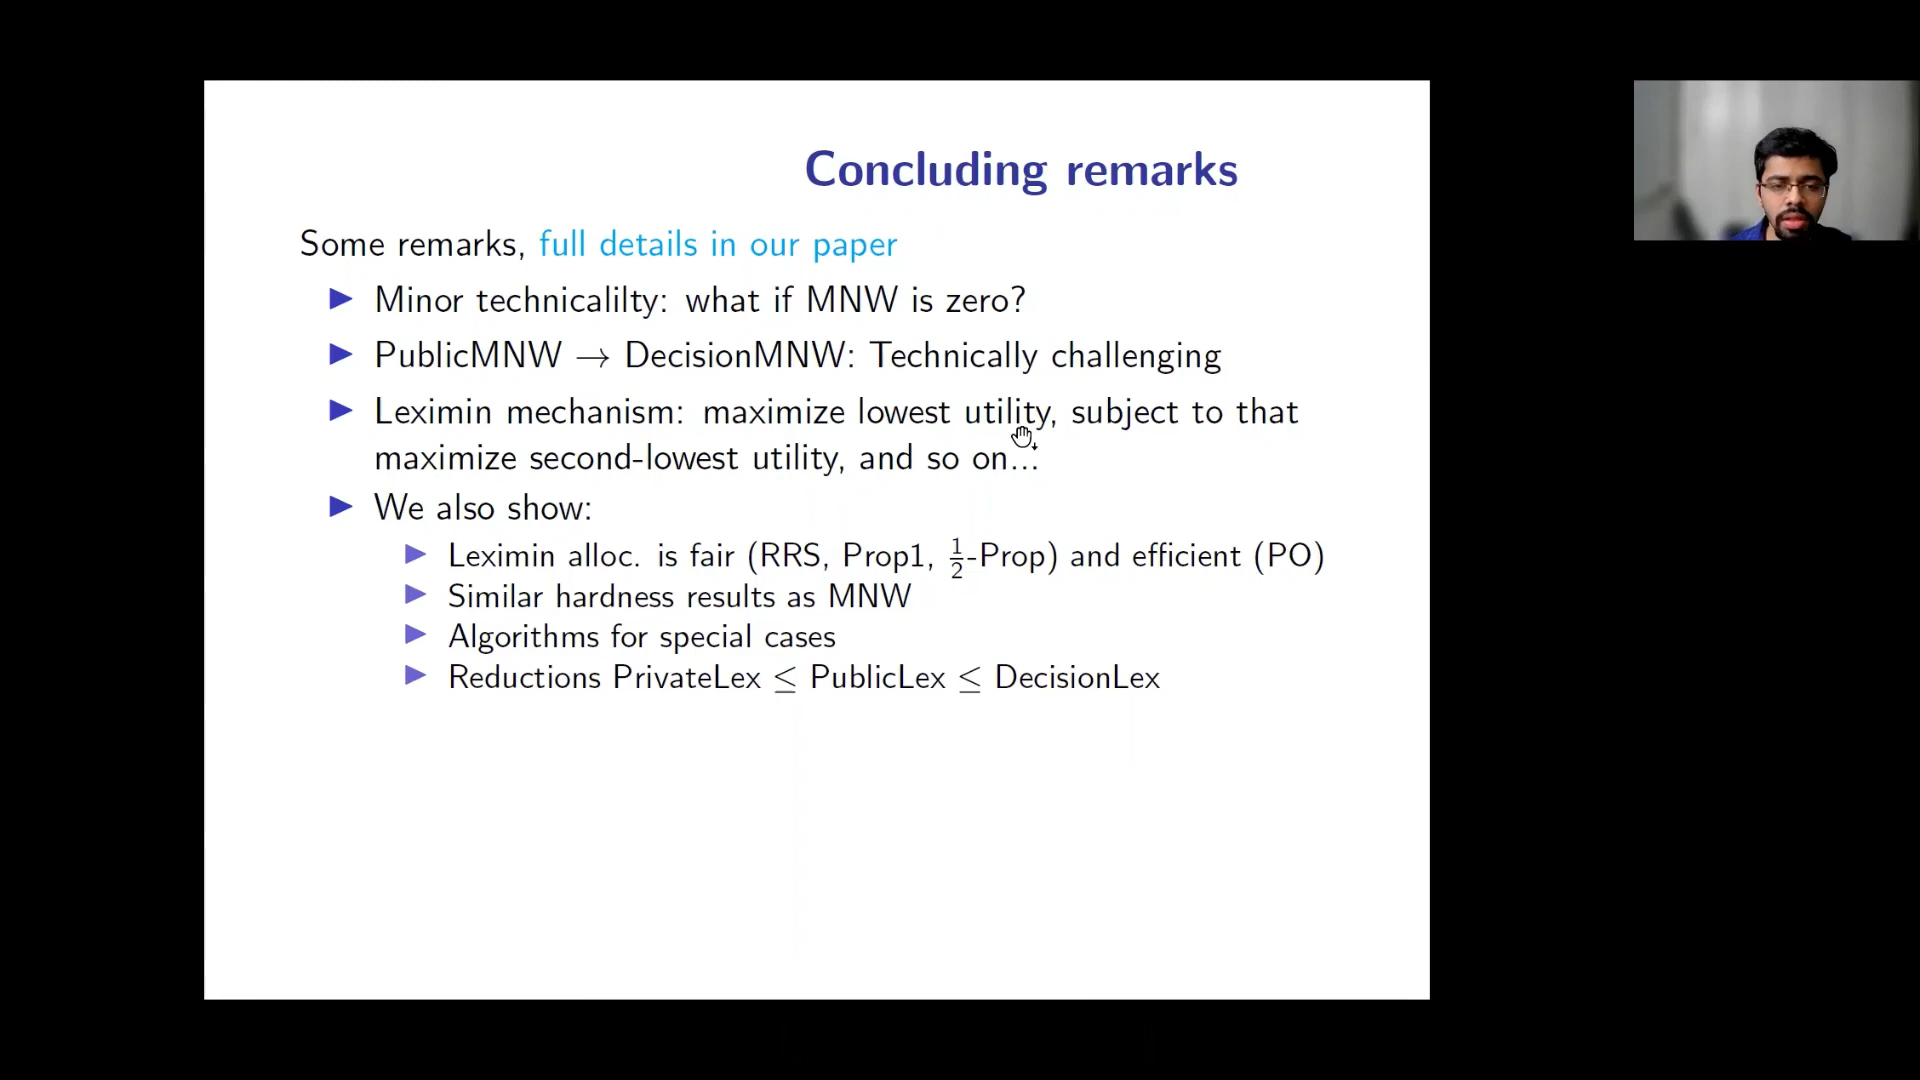 Concluding remarks
Some remarks, full details in our paper
▶ Minor technicalilty: what if MNW is zero?
▶ PublicMNW → DecisionMNW: Technically challenging
▶ Leximin mechanism: maximize lowest utility, subject to that
maximize second-lowest utility, and so on...
▶ We also show:
▶ Leximin alloc. is fair (RRS, Prop1, ½-Prop) and efficient (PO)
▶ Similar hardness results as MNW
▶ Algorithms for special cases
▶ Reductions PrivateLex ≤ PublicLex ≤ DecisionLex